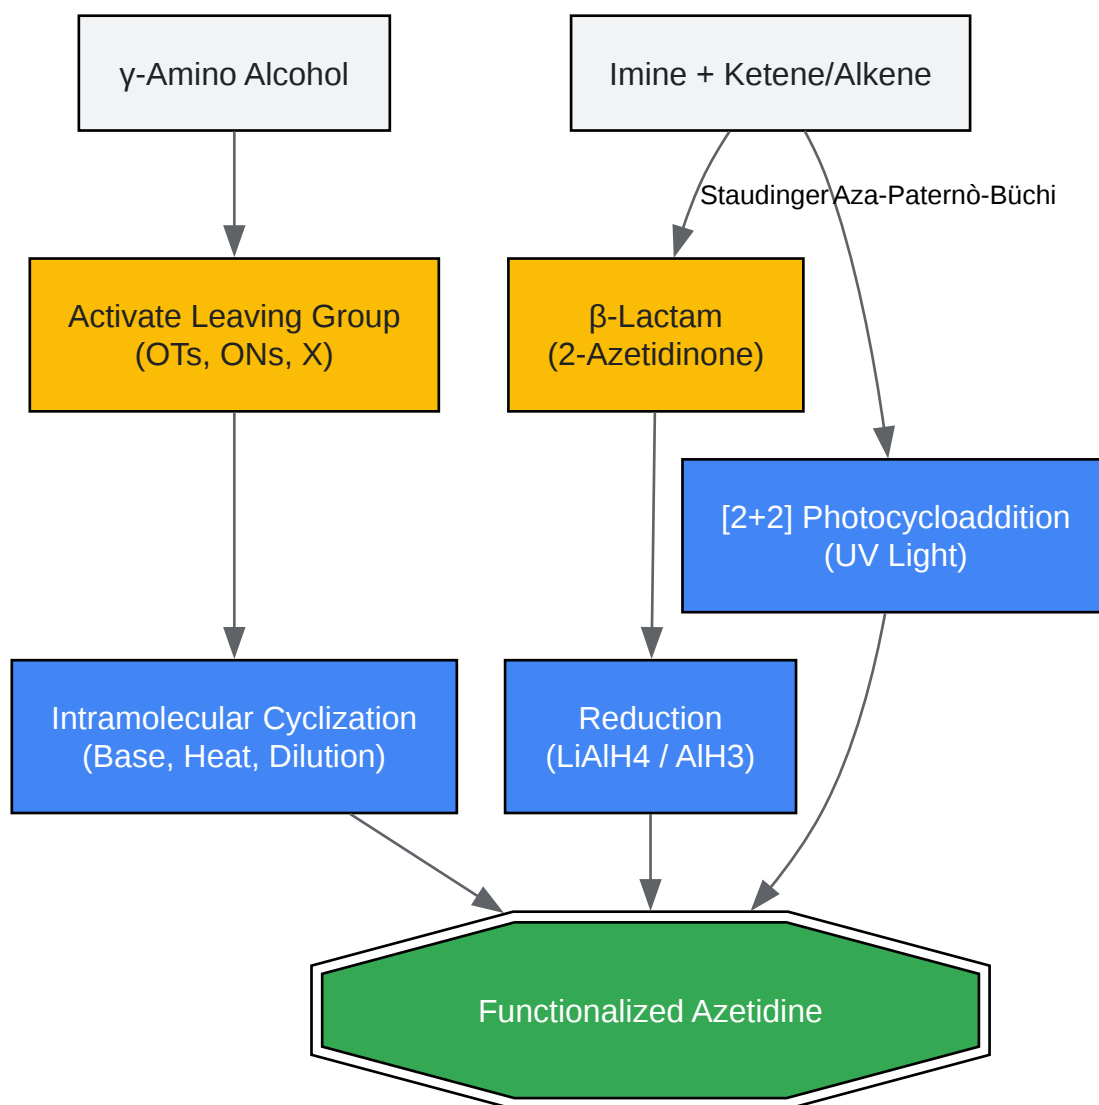 γ-Amino Alcohol
Imine + Ketene/Alkene
Staudinger
Aza-Paternò-Büchi
Activate Leaving Group
(OTs, ONs, X)
β-Lactam
(2-Azetidinone)
[2+2] Photocycloaddition
(UV Light)
Intramolecular Cyclization
(Base, Heat, Dilution)
Reduction
(LiAlH4 / AlH3)
Functionalized Azetidine